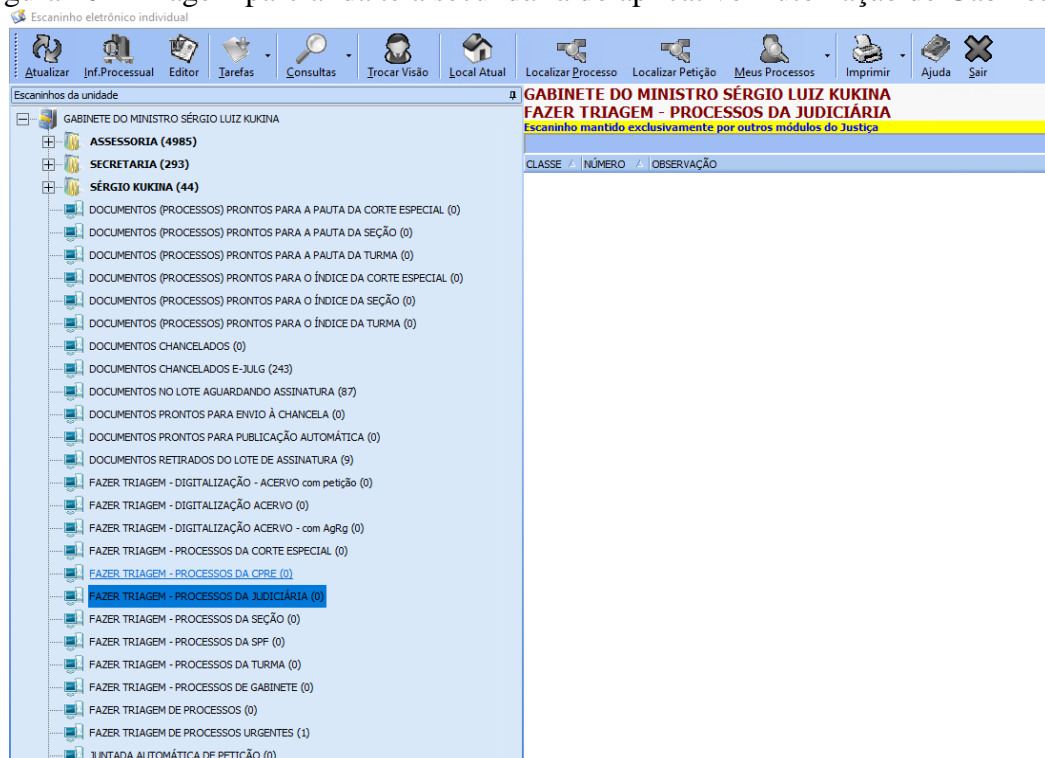 Escaninho eletrônico individual
Atualizar Inf.Processual Editor Tarefas Consultas Trocar Visão Local Atual Localizar Processo Localizar Petição Meus Processos Imprimir Ajuda Sair
Escaninhos da unidade
GABINETE DO MINISTRO SÉRGIO LUIZ KUKINA
ASSESSORIA (4985)
SECRETARIA (293)
SÉRGIO KUKINA (44)
DOCUMENTOS (PROCESSOS) PRONTOS PARA A PAUTA DA CORTE ESPECIAL (0)
DOCUMENTOS (PROCESSOS) PRONTOS PARA A PAUTA DA SEÇÃO (0)
DOCUMENTOS (PROCESSOS) PRONTOS PARA A PAUTA DA TURMA (0)
DOCUMENTOS (PROCESSOS) PRONTOS PARA O ÍNDICE DA CORTE ESPECIAL (0)
DOCUMENTOS (PROCESSOS) PRONTOS PARA O ÍNDICE DA SEÇÃO (0)
DOCUMENTOS (PROCESSOS) PRONTOS PARA O ÍNDICE DA TURMA (0)
DOCUMENTOS CHANCELADOS (0)
DOCUMENTOS CHANCELADOS E-JULG (243)
DOCUMENTOS NO LOTE AGUARDANDO ASSINATURA (87)
DOCUMENTOS PRONTOS PARA ENVIO À CHANCELA (0)
DOCUMENTOS PRONTOS PARA PUBLICAÇÃO AUTOMÁTICA (0)
DOCUMENTOS RETIRADOS DO LOTE DE ASSINATURA (9)
FAZER TRIAGEM - DIGITALIZAÇÃO - ACERVO com petição (0)
FAZER TRIAGEM - DIGITALIZAÇÃO ACERVO (0)
FAZER TRIAGEM - DIGITALIZAÇÃO ACERVO - com AgRg (0)
FAZER TRIAGEM - PROCESSOS DA CORTE ESPECIAL (0)
FAZER TRIAGEM - PROCESSOS DA CPRE (0)
FAZER TRIAGEM - PROCESSOS DA JUDICIÁRIA (0)
FAZER TRIAGEM - PROCESSOS DA SEÇÃO (0)
FAZER TRIAGEM - PROCESSOS DA SPF (0)
FAZER TRIAGEM - PROCESSOS DA TURMA (0)
FAZER TRIAGEM - PROCESSOS DE GABINETE (0)
FAZER TRIAGEM DE PROCESSOS (0)
FAZER TRIAGEM DE PROCESSOS URGENTES (1)
JUNTADA AUTOMÁTICA DE PETIÇÃO (0)
GABINETE DO MINISTRO SÉRGIO LUIZ KUKINA
FAZER TRIAGEM - PROCESSOS DA JUDICIÁRIA
Escaninho mantido exclusivamente por outros módulos do Justiça
CLASSE NÚMERO OBSERVAÇÃO